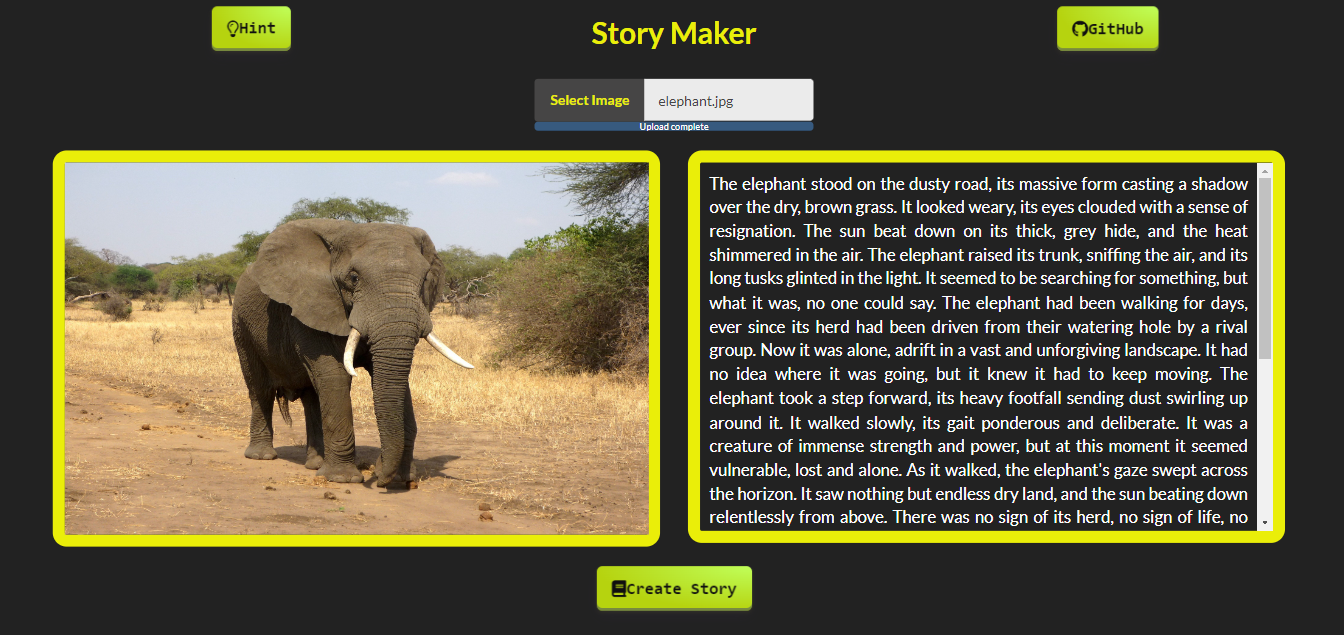 Hint
Story Maker
GitHub
Select Image
elephant.jpg
Upload complete
The elephant stood on the dusty road, its massive form casting a shadow
over the dry, brown grass. It looked weary, its eyes clouded with a sense of
resignation. The sun beat down on its thick, grey hide, and the heat
shimmered in the air. The elephant raised its trunk, sniffing the air, and its
long tusks glinted in the light. It seemed to be searching for something, but
what it was, no one could say. The elephant had been walking for days,
ever since its herd had been driven from their watering hole by a rival
group. Now it was alone, adrift in a vast and unforgiving landscape. It had
no idea where it was going, but it knew it had to keep moving. The
elephant took a step forward, its heavy footfall sending dust swirling up
around it. It walked slowly, its gait ponderous and deliberate. It was a
creature of immense strength and power, but at this moment it seemed
vulnerable, lost and alone. As it walked, the elephant's gaze swept across
the horizon. It saw nothing but endless dry land, and the sun beating down
relentlessly from above. There was no sign of its herd, no sign of life, no
Create Story